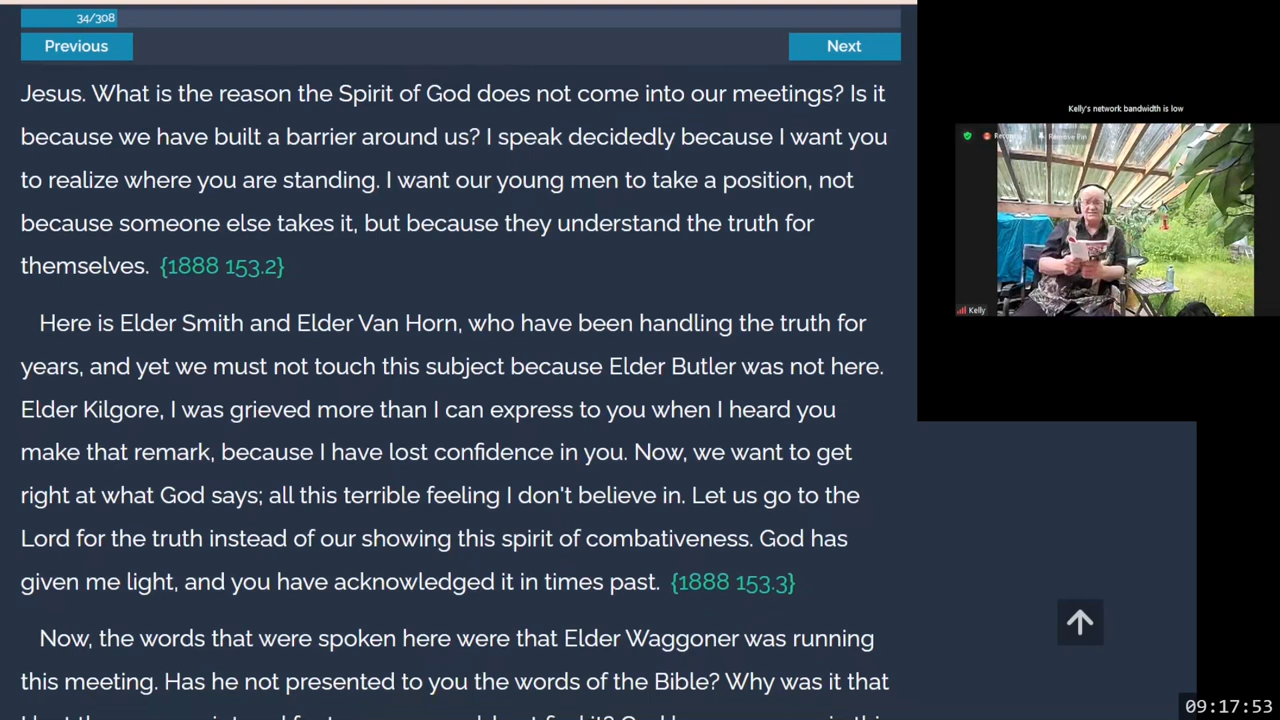 34/308
Previous
Next
Jesus. What is the reason the Spirit of God does not come into our meetings? Is it
because we have built a barrier around us? I speak decidedly because I want you
to realize where you are standing. I want our young men to take a position, not
because someone else takes it, but because they understand the truth for
themselves. {1888 153.2}
Here is Elder Smith and Elder Van Horn, who have been handling the truth for
years, and yet we must not touch this subject because Elder Butler was not here.
Elder Kilgore, I was grieved more than I can express to you when I heard you
make that remark, because I have lost confidence in you. Now, we want to get
right at what God says; all this terrible feeling I don't believe in. Let us go to the
Lord for the truth instead of our showing this spirit of combativeness. God has
given me light, and you have acknowledged it in times past. {1888 153.3}
Now, the words that were spoken here were that Elder Waggoner was running
this meeting. Has he not presented to you the words of the Bible? Why was it that
Kelly's network bandwidth is low
Remove Pin
Kelly
09:17:53